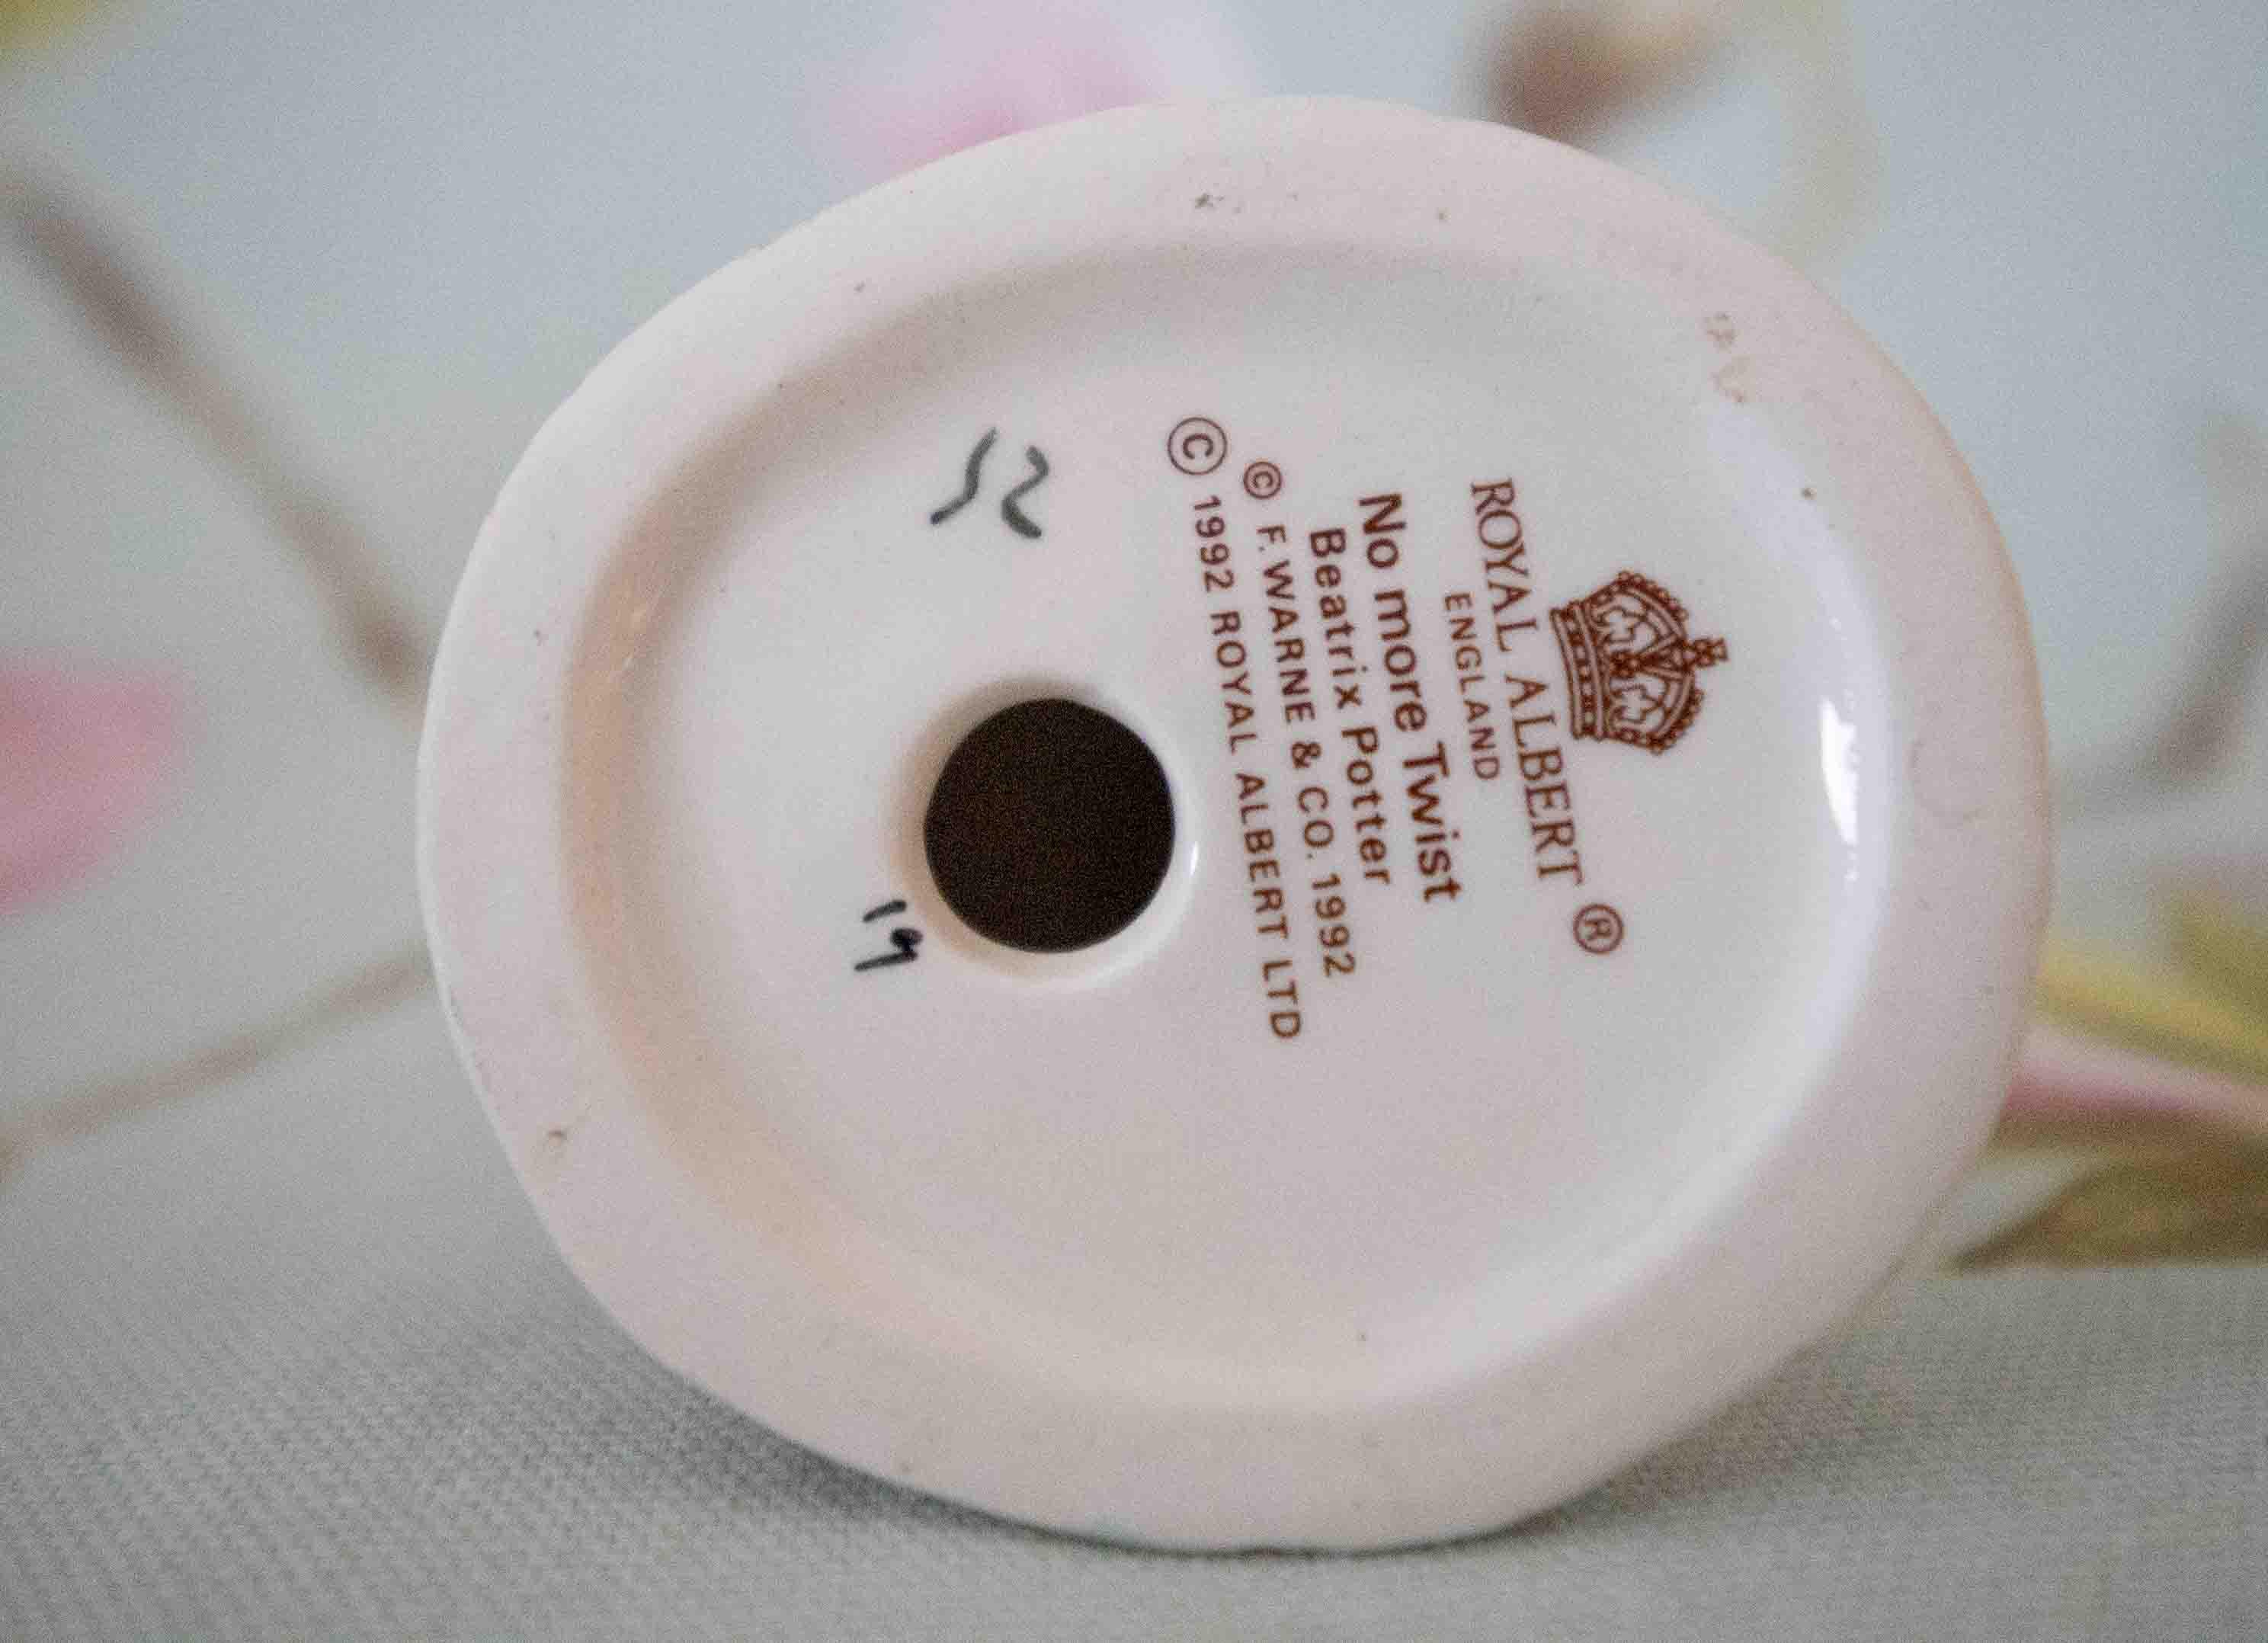 ROYAL ALBERT ®
ENGLAND
No more Twist
Beatrix Potter
© F. WARNE & CO. 1992
© 1992 ROYAL ALBERT LTD